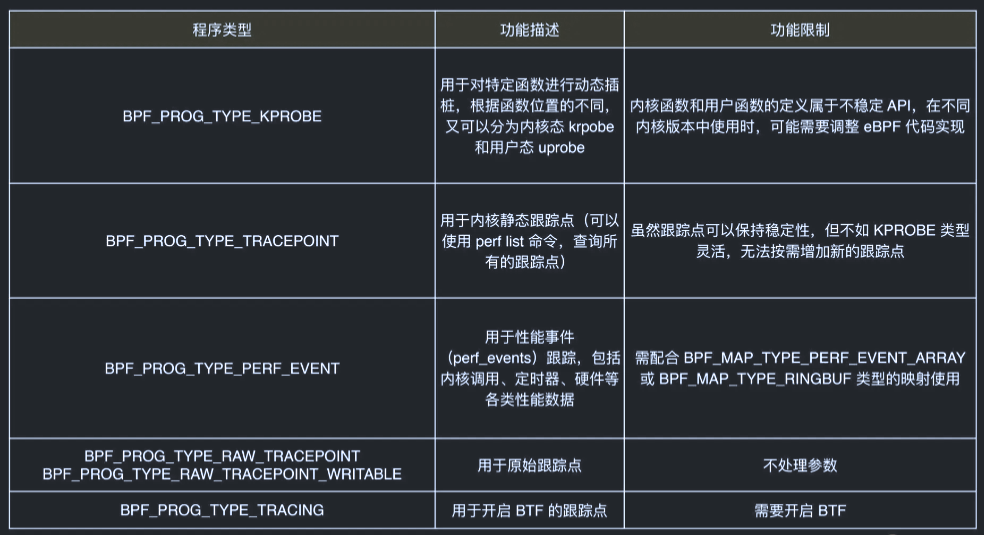 程序类型
功能描述
功能限制
BPF_PROG_TYPE_KPROBE
用于对特定函数进行动态插
桩，根据函数位置的不同，
又可以分为内核态 krpobe
和用户态 uprobe
内核函数和用户函数的定义属于不稳定 API，在不同
内核版本中使用时，可能需要调整 eBPF 代码实现
BPF_PROG_TYPE_TRACEPOINT
用于内核静态跟踪点（可以
使用 perf list 命令，查询所
有的跟踪点）
虽然跟踪点可以保持稳定性，但不如 KPROBE 类型
灵活，无法按需增加新的跟踪点
BPF_PROG_TYPE_PERF_EVENT
用于性能事件
（perf_events）跟踪，包括
内核调用、定时器、硬件等
各类性能数据
需配合 BPF_MAP_TYPE_PERF_EVENT_ARRAY
或 BPF_MAP_TYPE_RINGBUF 类型的映射使用
BPF_PROG_TYPE_RAW_TRACEPOINT
BPF_PROG_TYPE_RAW_TRACEPOINT_WRITABLE
用于原始跟踪点
不处理参数
BPF_PROG_TYPE_TRACING
用于开启 BTF 的跟踪点
需要开启 BTF